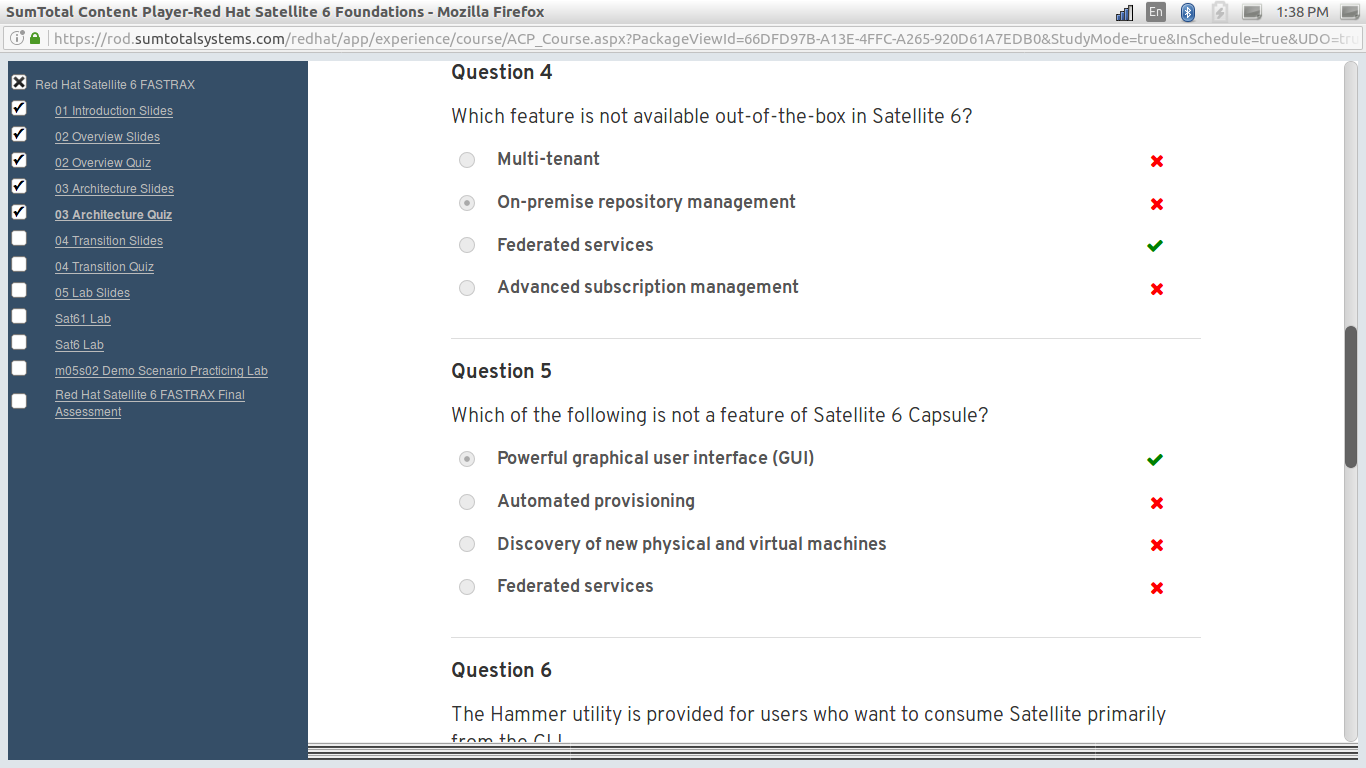 SumTotal Content Player-Red Hat Satellite 6 Foundations - Mozilla Firefox
En
1:38 PM
https://rod.sumtotalsystems.com/redhat/app/experience/course/ACP_Course.aspx?PackageViewId=66DFD97B-A13E-4FFC-A265-920D61A7EDB0&StudyMode=true&InSchedule=true&UDO=tru
Red Hat Satellite 6 FASTRAX
01 Introduction Slides
02 Overview Slides
02 Overview Quiz
03 Architecture Slides
03 Architecture Quiz
04 Transition Slides
04 Transition Quiz
05 Lab Slides
Sat61 Lab
Sat6 Lab
m05s02 Demo Scenario Practicing Lab
Red Hat Satellite 6 FASTRAX Final
Assessment
Question 4
Which feature is not available out-of-the-box in Satellite 6?
Multi-tenant
On-premise repository management
Federated services
Advanced subscription management
Question 5
Which of the following is not a feature of Satellite 6 Capsule?
Powerful graphical user interface (GUI)
Automated provisioning
Discovery of new physical and virtual machines
Federated services
Question 6
The Hammer utility is provided for users who want to consume Satellite primarily
from the CLI